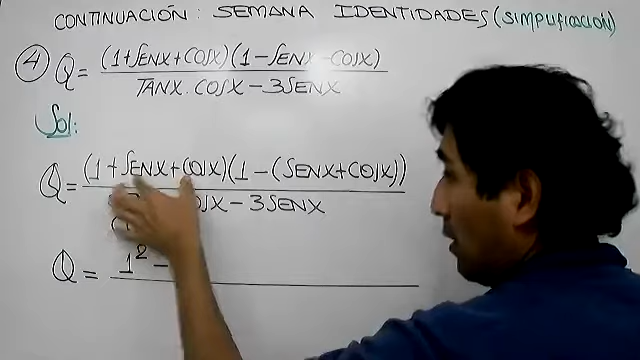 CONTINUACIÓN: SEMANA IDENTIDADES (SIMPLIFICACION)
4 Q = (1+SENX+COSX)(1-SENX-COSX)
TANX. COSX - 3SENX
Sol:
Q = (1+SENX+COSX)(1-(SENX+COSX))
COSX - 3SENX
Q = 1² -